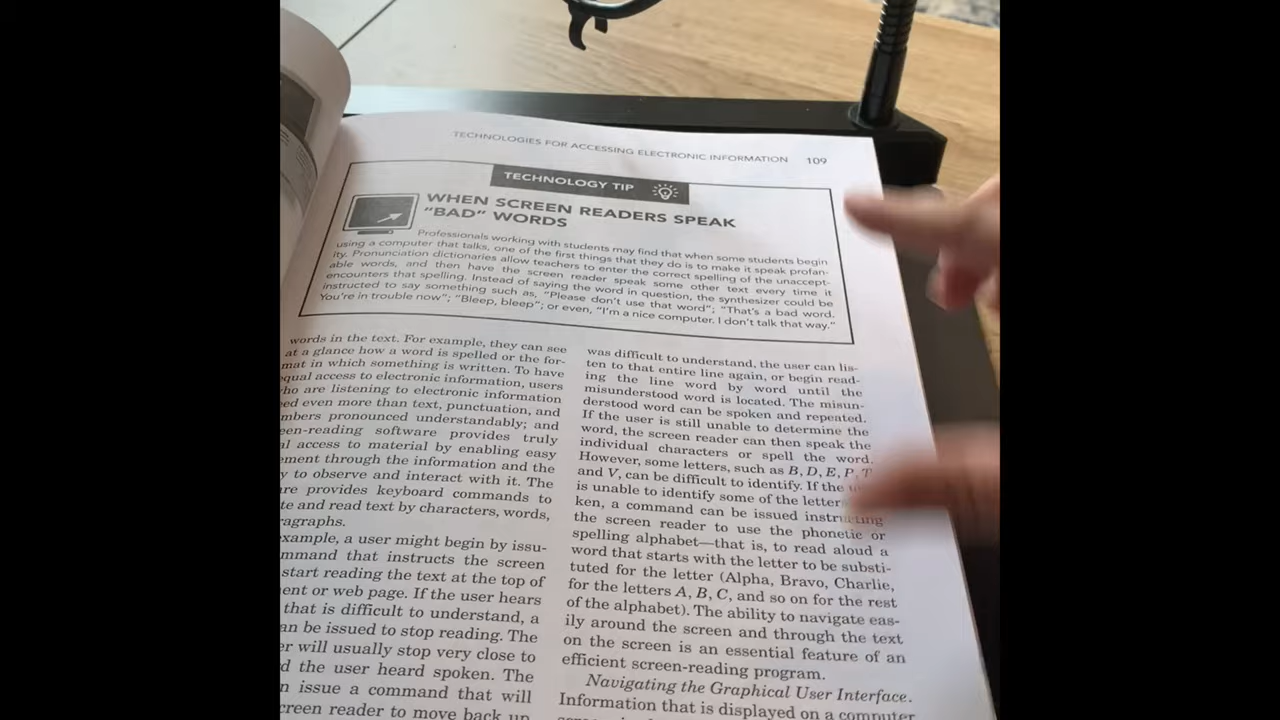 TECHNOLOGIES FOR ACCESSING ELECTRONIC INFORMATION 109
TECHNOLOGY TIP
WHEN SCREEN READERS SPEAK
"BAD" WORDS
Professionals working with students may find that when some students begin
using a computer that talks, one of the first things that they do is to make it speak profan-
ity. Pronunciation dictionaries allow teachers to enter the correct spelling of the unaccept-
able words, and then have the screen reader speak some other text every time it
encounters that spelling. Instead of saying the word in question, the synthesizer could be
instructed to say something such as, "Please don't use that word"; "That's a bad word.
You're in trouble now"; "Bleep, bleep"; or even, "I'm a nice computer. I don't talk that way."
words in the text. For example, they can see
at a glance how a word is spelled or the for-
mat in which something is written. To have
equal access to electronic information, users
who are listening to electronic information
even more than text, punctuation, and
pronounced understandably; and
software provides truly
access to material by enabling easy
through the information and the
to observe and interact with it. The
provides keyboard commands to
and read text by characters, words,
example, a user might begin by issu-
that instructs the screen
start reading the text at the top of
or web page. If the user hears
that is difficult to understand, a
can be issued to stop reading. The
will usually stop very close to
the user heard spoken. The
issue a command that will
screen reader to move back up
was difficult to understand, the user can lis-
ten to that entire line again, or begin read-
ing the line word by word until the
misunderstood word is located. The misun-
derstood word can be spoken and repeated.
If the user is still unable to determine the
word, the screen reader can then speak the
individual characters or spell the word.
However, some letters, such as B, D, E, P, T
and V, can be difficult to identify. If the
is unable to identify some of the
ken, a command can be issued instructing
the screen reader to use the phonetic or
spelling alphabet—that is, to read aloud a
word that starts with the letter to be substi-
tuted for the letter (Alpha, Bravo, Charlie,
for the letters A, B, C, and so on for the rest
of the alphabet). The ability to navigate eas-
ily around the screen and through the text
on the screen is an essential feature of an
efficient screen-reading program.
Navigating the Graphical User Interface.
Information that is displayed on a computer